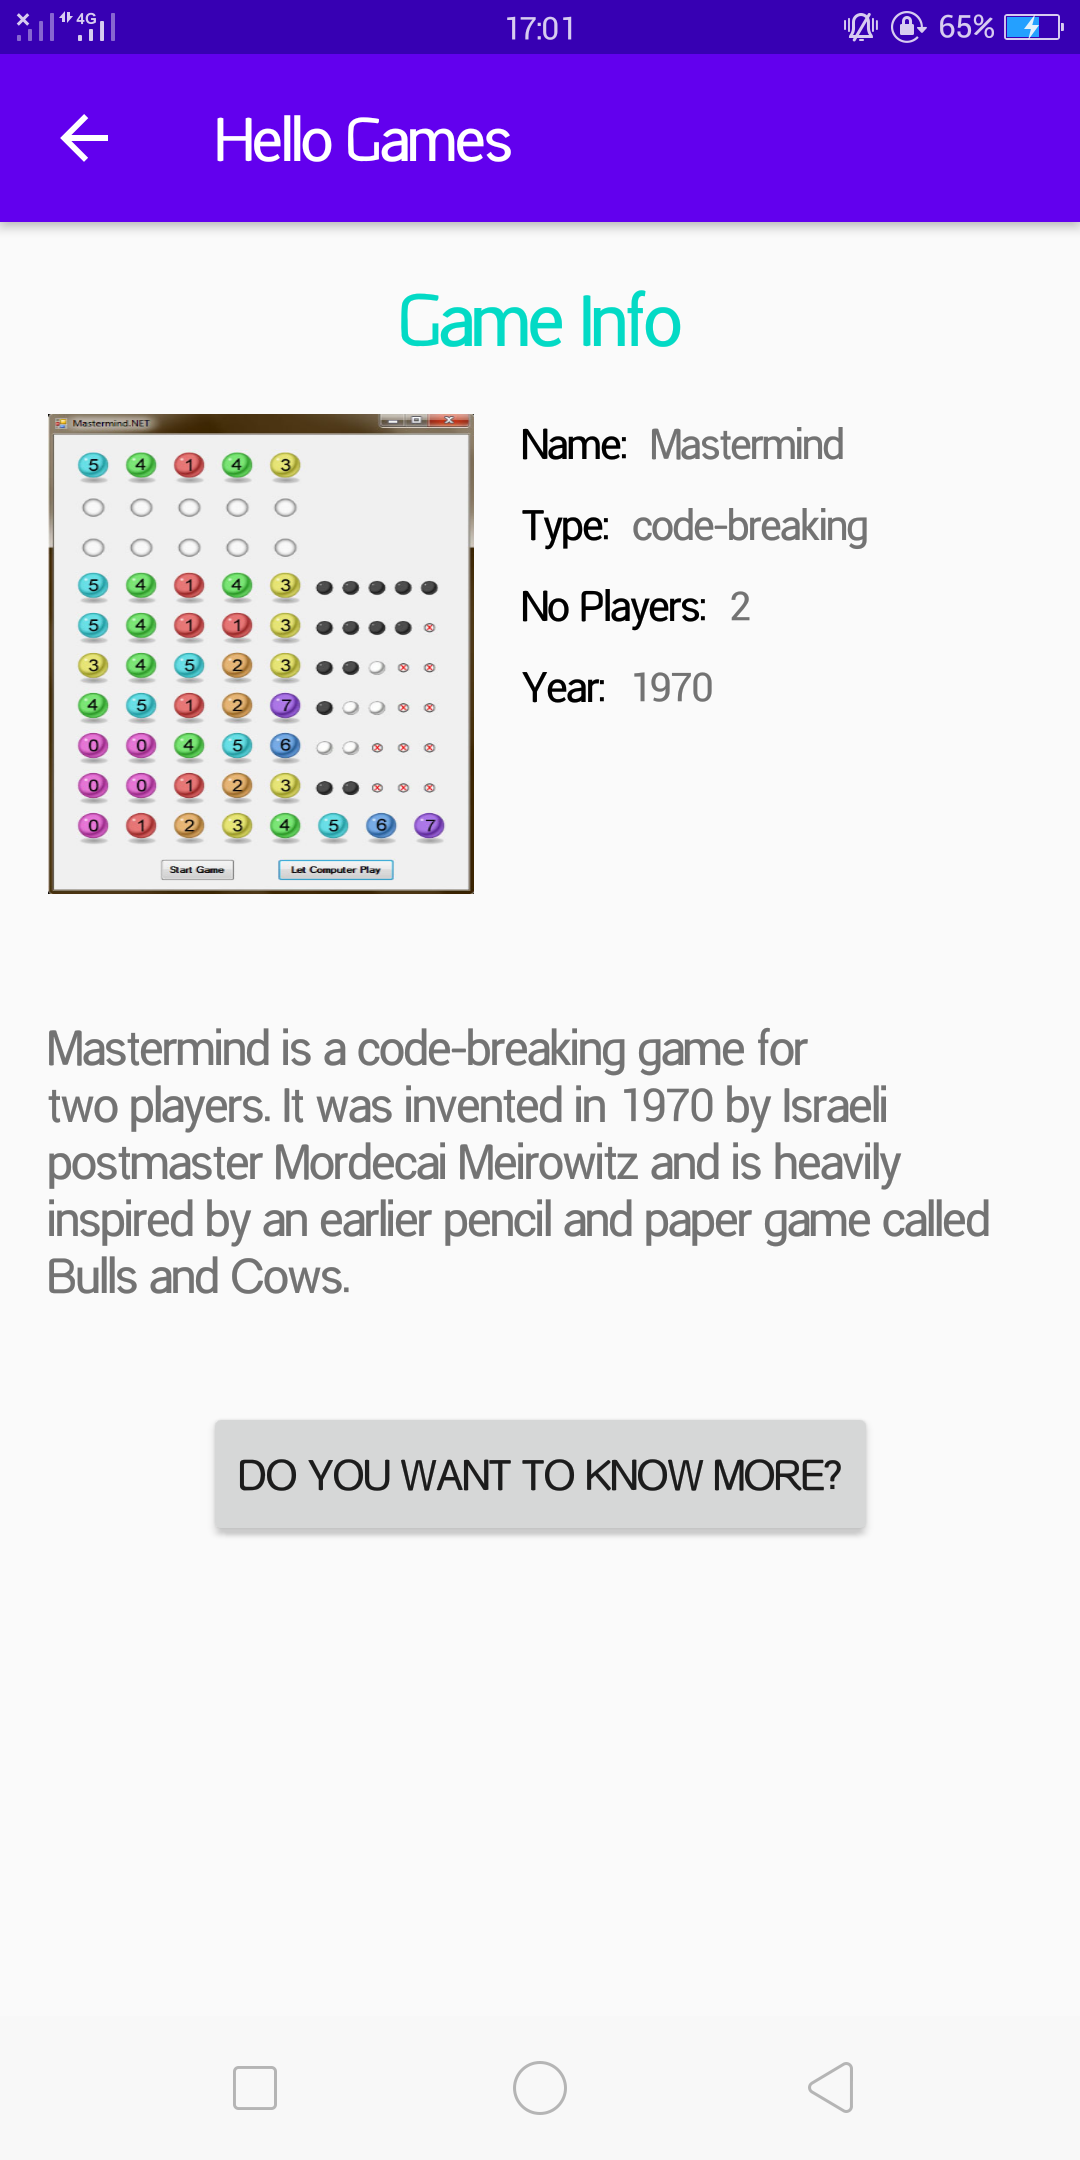 4G 17:01 65%
Hello Games
Game Info
Mastermind.NET
5 4 1 4 3
5 4 1 4 3
5 4 1 1 3
3 4 5 2 3
4 5 1 2 7
0 0 4 5 6
0 0 1 2 3
0 1 2 3 4 5 6 7
Start Game Let Computer Play
Name: Mastermind
Type: code-breaking
No Players: 2
Year: 1970
Mastermind is a code-breaking game for
two players. It was invented in 1970 by Israeli
postmaster Mordecai Meirowitz and is heavily
inspired by an earlier pencil and paper game called
Bulls and Cows.
DO YOU WANT TO KNOW MORE?